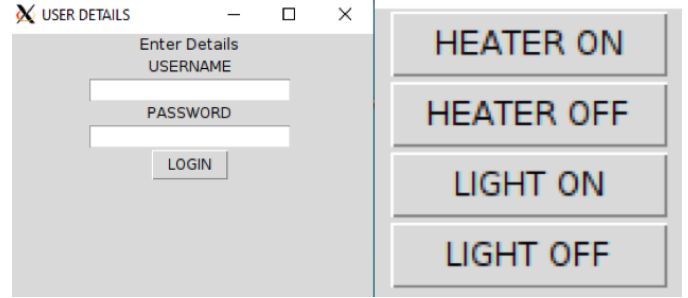 USER DETAILS
Enter Details
USERNAME
PASSWORD
LOGIN
HEATER ON
HEATER OFF
LIGHT ON
LIGHT OFF